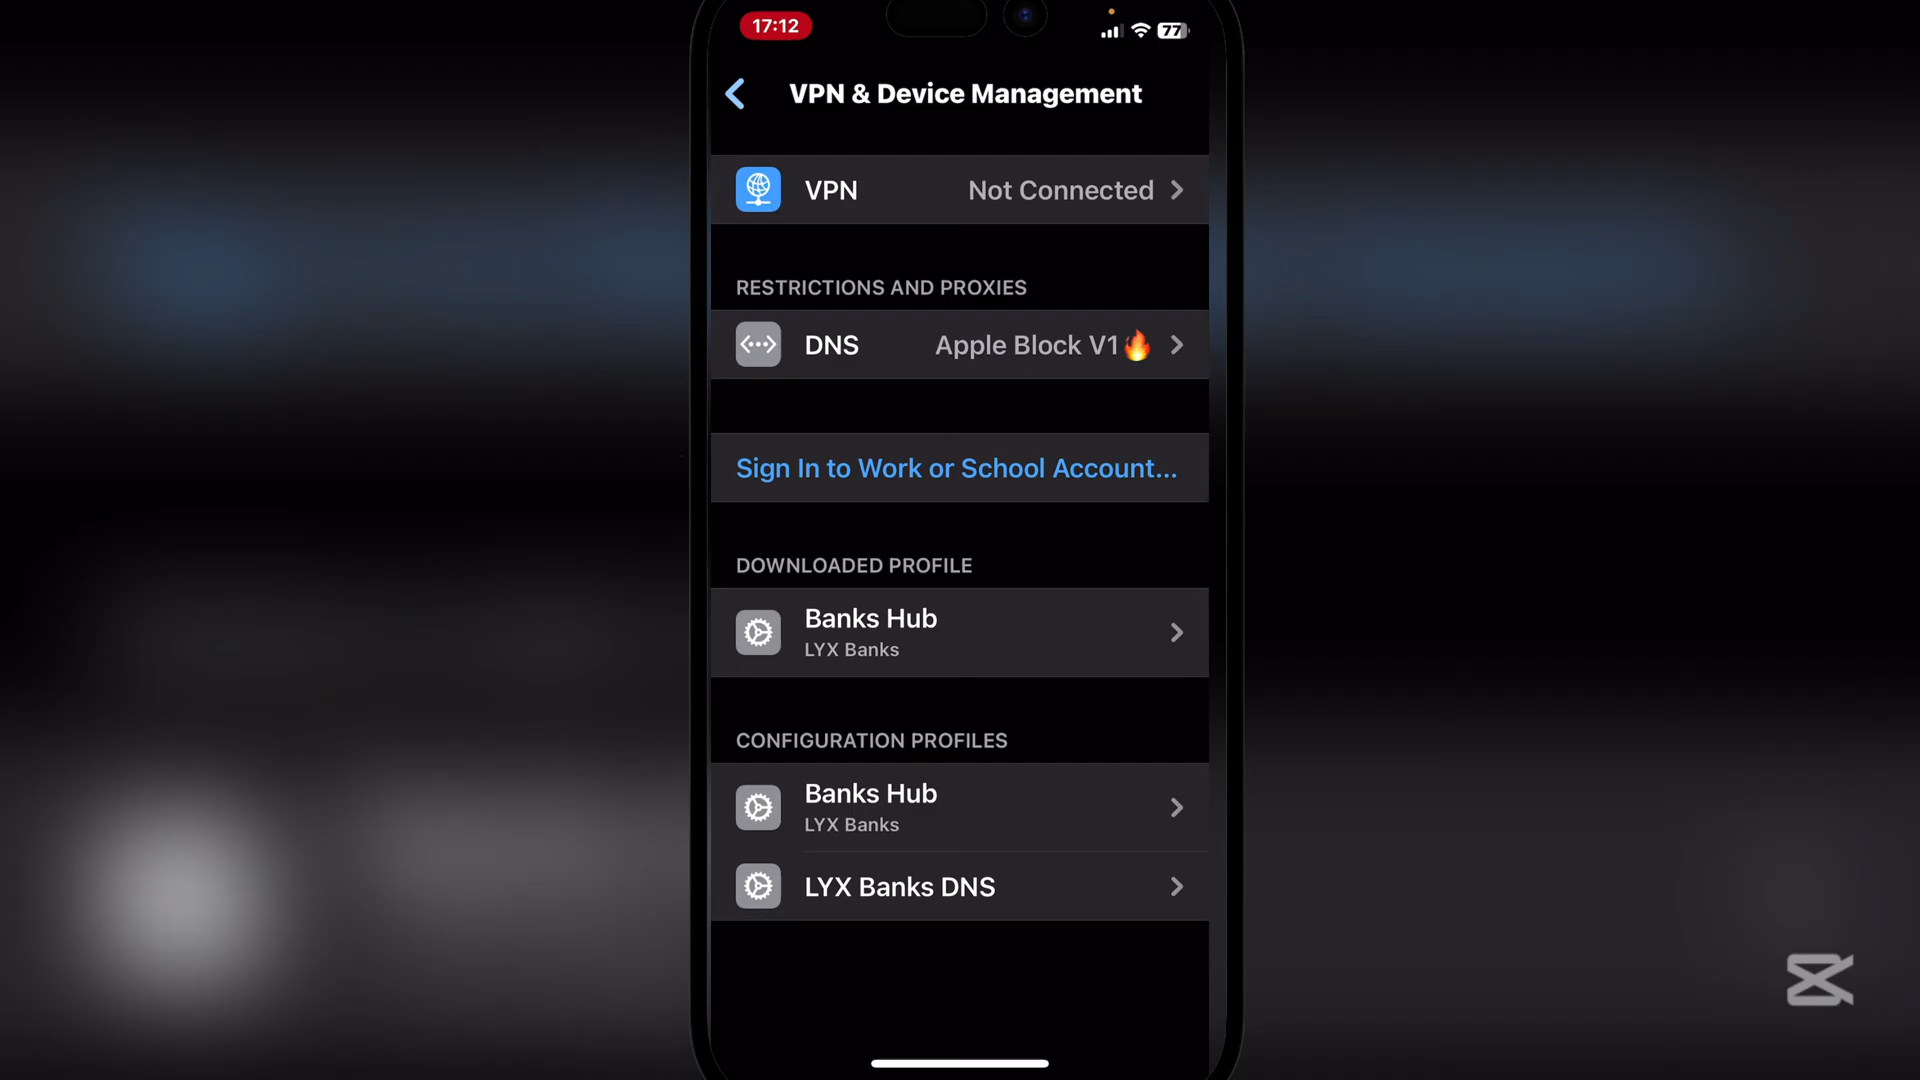 17:12
77
VPN & Device Management
VPN Not Connected
RESTRICTIONS AND PROXIES
DNS Apple Block V1🔥
Sign In to Work or School Account...
DOWNLOADED PROFILE
Banks Hub
LYX Banks
CONFIGURATION PROFILES
Banks Hub
LYX Banks
LYX Banks DNS